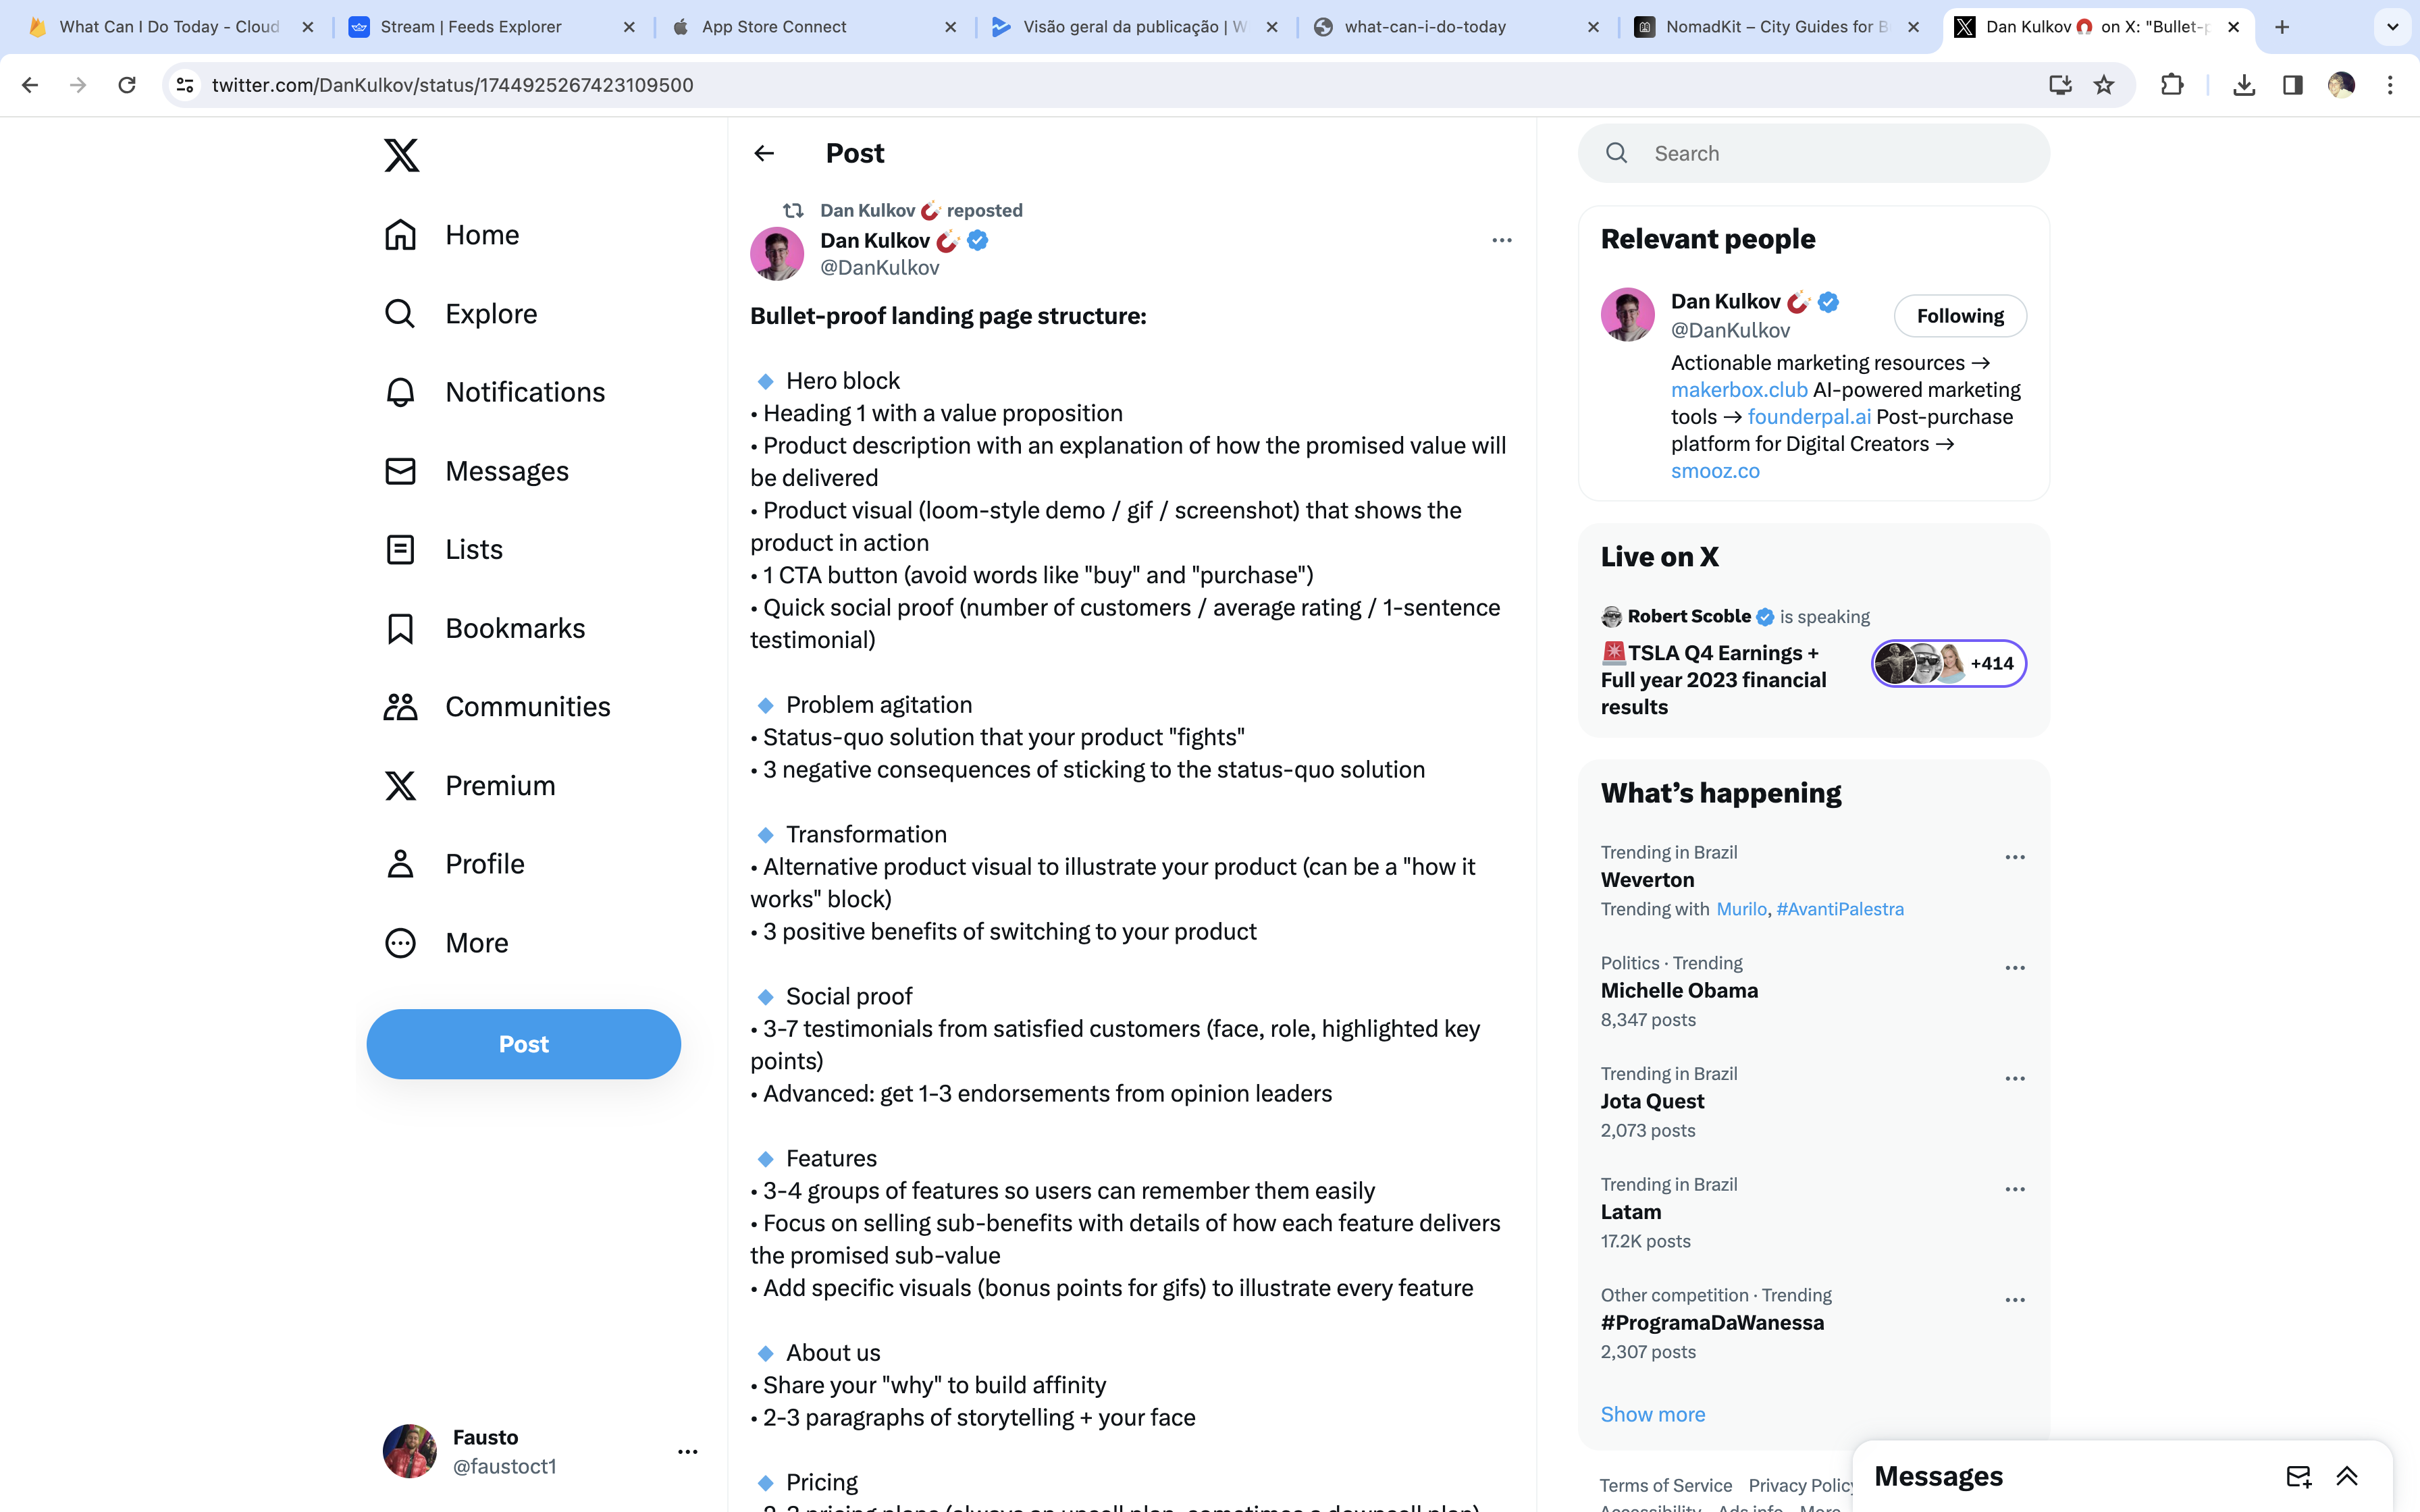 What Can I Do Today - Cloud
Stream | Feeds Explorer
App Store Connect
Visão geral da publicação | W
what-can-i-do-today
NomadKit – City Guides for B
Dan Kulkov 🧲 on X: "Bullet-p
twitter.com/DanKulkov/status/1744925267423109500
Home
Explore
Notifications
Messages
Lists
Bookmarks
Communities
Premium
Profile
More
Post
Fausto
@faustoct1
Post
Dan Kulkov 🧲 reposted
Dan Kulkov 🧲
@DanKulkov
Bullet-proof landing page structure:
🔹 Hero block
• Heading 1 with a value proposition
• Product description with an explanation of how the promised value will
be delivered
• Product visual (loom-style demo / gif / screenshot) that shows the
product in action
• 1 CTA button (avoid words like "buy" and "purchase")
• Quick social proof (number of customers / average rating / 1-sentence
testimonial)
🔹 Problem agitation
• Status-quo solution that your product "fights"
• 3 negative consequences of sticking to the status-quo solution
🔹 Transformation
• Alternative product visual to illustrate your product (can be a "how it
works" block)
• 3 positive benefits of switching to your product
🔹 Social proof
• 3-7 testimonials from satisfied customers (face, role, highlighted key
points)
• Advanced: get 1-3 endorsements from opinion leaders
🔹 Features
• 3-4 groups of features so users can remember them easily
• Focus on selling sub-benefits with details of how each feature delivers
the promised sub-value
• Add specific visuals (bonus points for gifs) to illustrate every feature
🔹 About us
• Share your "why" to build affinity
• 2-3 paragraphs of storytelling + your face
🔹 Pricing
• 2-3 pricing plans (always an upsell plan, sometimes a downsell plan)
Search
Relevant people
Dan Kulkov 🧲
@DanKulkov
Following
Actionable marketing resources →
makerbox.club AI-powered marketing
tools → founderpal.ai Post-purchase
platform for Digital Creators →
smooz.co
Live on X
Robert Scoble is speaking
🚨TSLA Q4 Earnings +
Full year 2023 financial
results
+414
What's happening
Trending in Brazil
Weverton
Trending with Murilo, #AvantiPalestra
Politics · Trending
Michelle Obama
8,347 posts
Trending in Brazil
Jota Quest
2,073 posts
Trending in Brazil
Latam
17.2K posts
Other competition · Trending
#ProgramaDaWanessa
2,307 posts
Show more
Terms of Service Privacy Policy
Accessibility Ads info More
Messages